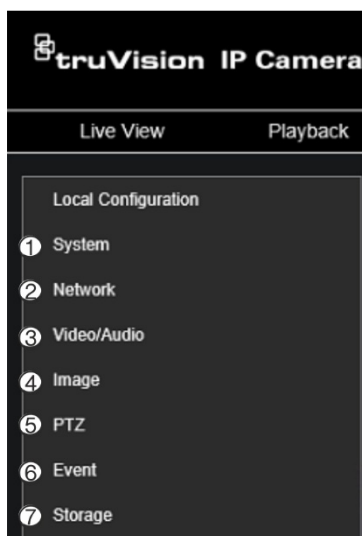 truVision IP Camera
Live View Playback
Local Configuration
① System
② Network
③ Video/Audio
④ Image
⑤ PTZ
⑥ Event
⑦ Storage